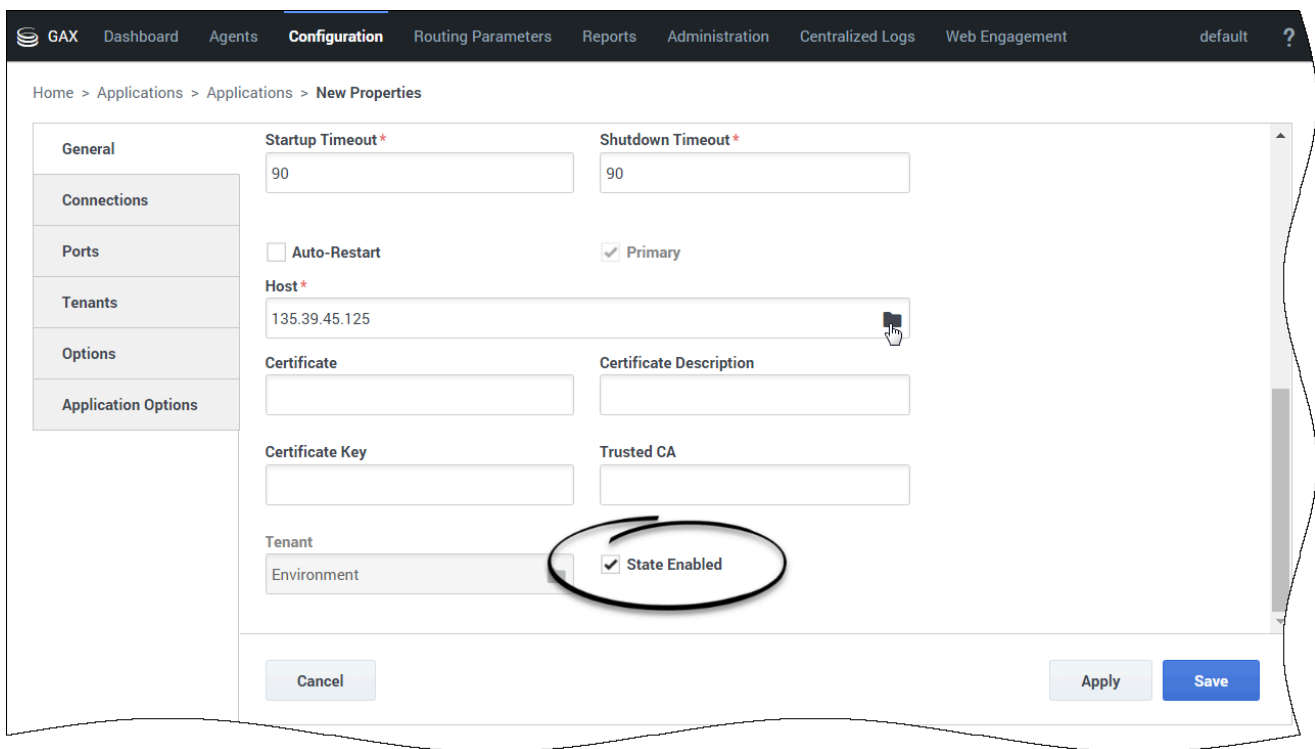 GAX Dashboard Agents Configuration Routing Parameters Reports Administration Centralized Logs Web Engagement default ?
Home > Applications > Applications > New Properties
General
Connections
Ports
Tenants
Options
Application Options
Startup Timeout* Shutdown Timeout*
90 90
Auto-Restart Primary
Host*
135.39.45.125
Certificate Certificate Description
Certificate Key Trusted CA
Tenant
Environment State Enabled
Cancel Apply Save